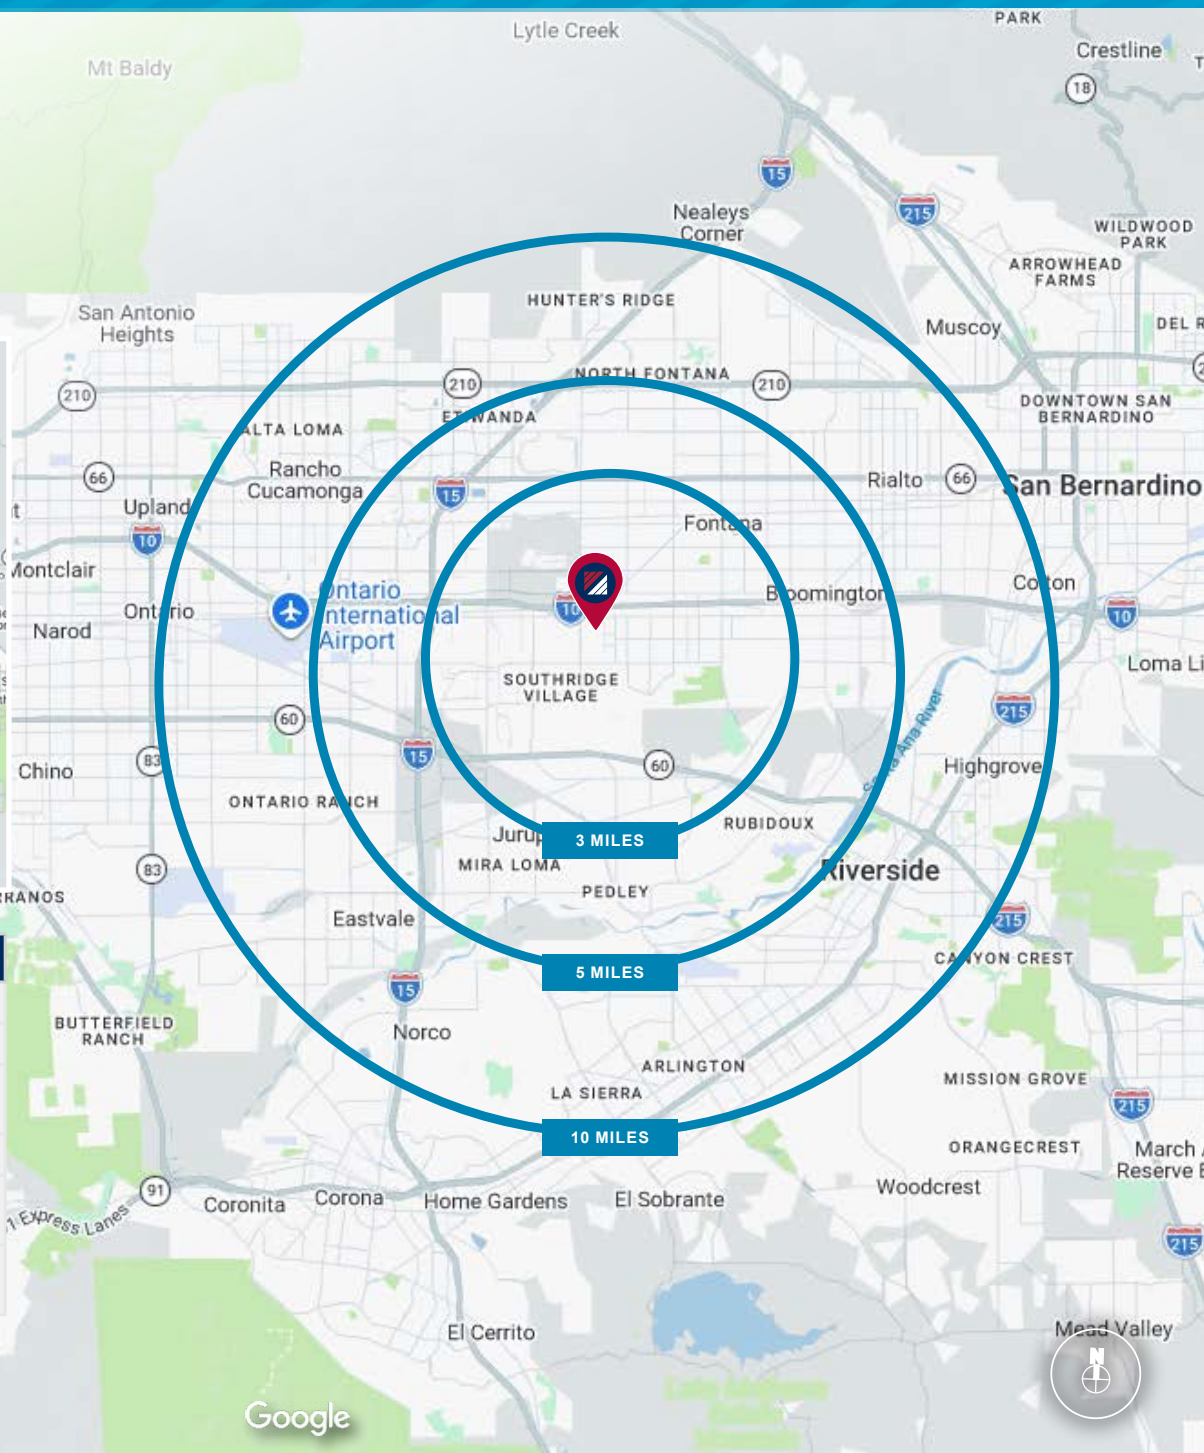 PARK
Lytle Creek
Crestline
Mt Baldy
18
15
Nealeys
Corner
215
WILDWOOD
PARK
ARROWHEAD
FARMS
HUNTER'S RIDGE
San Antonio
Heights
Muscoy
DEL R
NORTH FONTANA
210
210
210
DOWNTOWN SAN
BERNARDINO
ETIWANDA
ALTA LOMA
Rancho
Cucamonga
66
15
Rialto
66
San Bernardino
Upland
Fontana
10
Montclair
Ontario
International
Airport
10
Bloomington
Colton
Ontario
10
Narod
Loma Li
SOUTHRIDGE
VILLAGE
60
215
Santa Ana River
15
60
83
Chino
Highgrove
ONTARIO RANCH
Jurup
3 MILES
RUBIDOUX
MIRA LOMA
83
Riverside
PEDLEY
RRANOS
Eastvale
215
CANYON CREST
5 MILES
15
BUTTERFIELD
RANCH
Norco
ARLINGTON
LA SIERRA
MISSION GROVE
215
10 MILES
ORANGECREST
March
Reserve
91
Coronita
Corona
Home Gardens
El Sobrante
Woodcrest
1 Express Lanes
215
El Cerrito
Mead Valley
N
Google